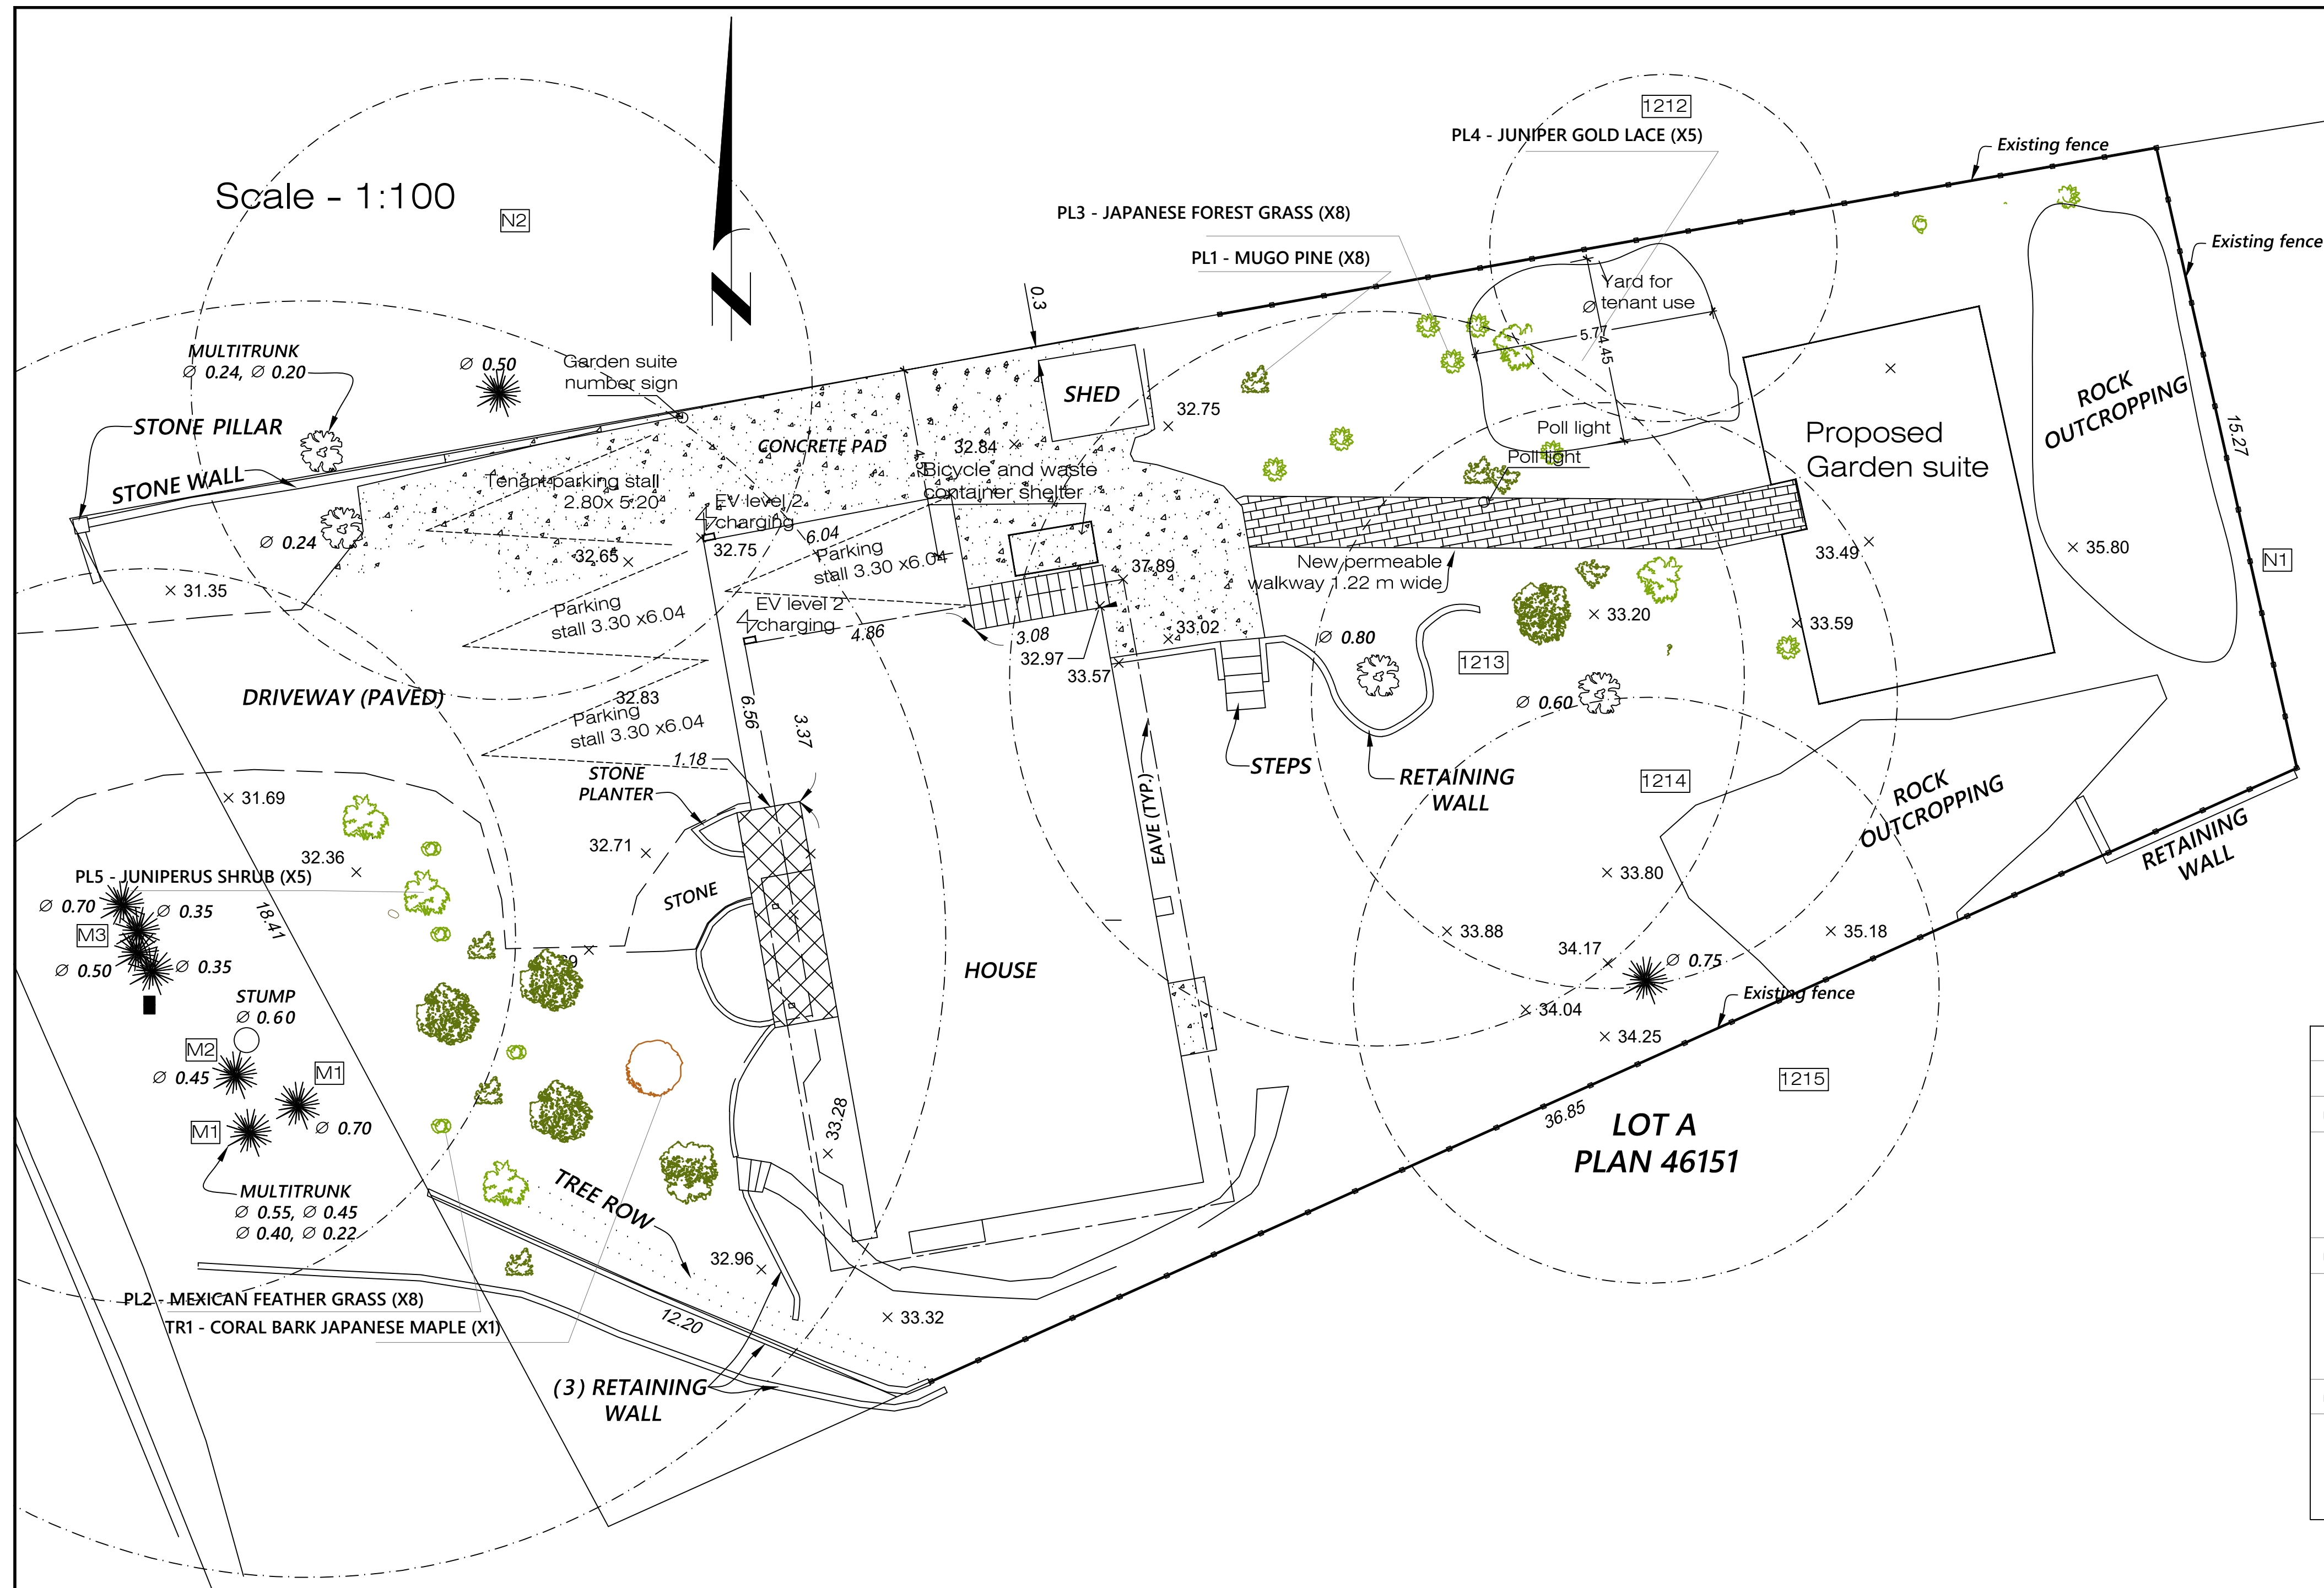 1212
PL4 - JUNIPER GOLD LACE (X5)
Existing fence
Scale - 1:100
N2
PL3 - JAPANESE FOREST GRASS (X8)
PL1 - MUGO PINE (X8)
Existing fence
N
0.3
Yard for
tenant use
Ø
5.77
4.45
MULTITRUNK
Ø 0.24, Ø 0.20
Ø 0.50
Garden suite
number sign
SHED
32.75
ROCK
OUTCROPPING
15.27
STONE PILLAR
STONE WALL
CONCRETE PAD
32.84
4.52
Bicycle and waste
container shelter
Poll light
Poll light
Proposed
Garden suite
Tenant parking stall
2.80x 5.20
EV level 2
charging
Ø 0.24
32.65
32.75
6.04
Parking
stall 3.30 x6.04
37.89
New permeable
walkway 1.22 m wide
33.49
35.80
N1
31.35
Parking
stall 3.30 x6.04
EV level 2
charging
4.86
3.08
32.97
33.57
33.02
Ø 0.80
1213
33.20
33.59
DRIVEWAY (PAVED)
32.83
Parking
stall 3.30 x6.04
6.56
3.37
1.18
Ø 0.60
STONE
PLANTER
STEPS
RETAINING
WALL
1214
ROCK
OUTCROPPING
31.69
32.36
32.71
EAVE (TYP.)
RETAINING
WALL
PL5 - JUNIPERUS SHRUB (X5)
Ø 0.70
Ø 0.35
M3
Ø 0.50
Ø 0.35
18.41
STONE
33.80
33.88
34.17
Ø 0.75
35.18
HOUSE
Existing fence
34.04
34.25
STUMP
Ø 0.60
M2
Ø 0.45
M1
M1
Ø 0.70
1215
36.85
LOT A
PLAN 46151
33.28
MULTITRUNK
Ø 0.55, Ø 0.45
Ø 0.40, Ø 0.22
TREE ROW
32.96
PL2 - MEXICAN FEATHER GRASS (X8)
TR1 - CORAL BARK JAPANESE MAPLE (X1)
12.20
33.32
(3) RETAINING
WALL